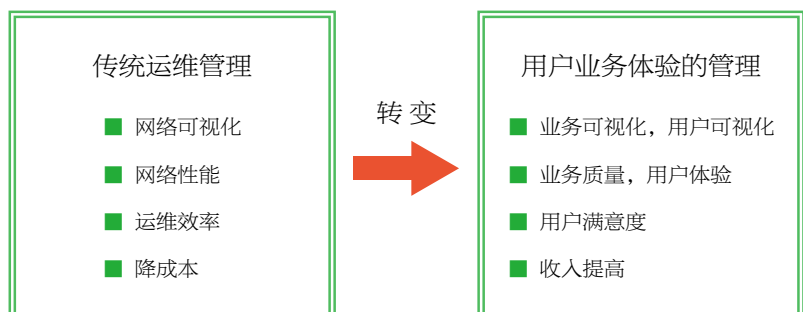 传统运维管理
网络可视化
网络性能
运维效率
降成本
转变
用户业务体验的管理
业务可视化，用户可视化
业务质量，用户体验
用户满意度
收入提高